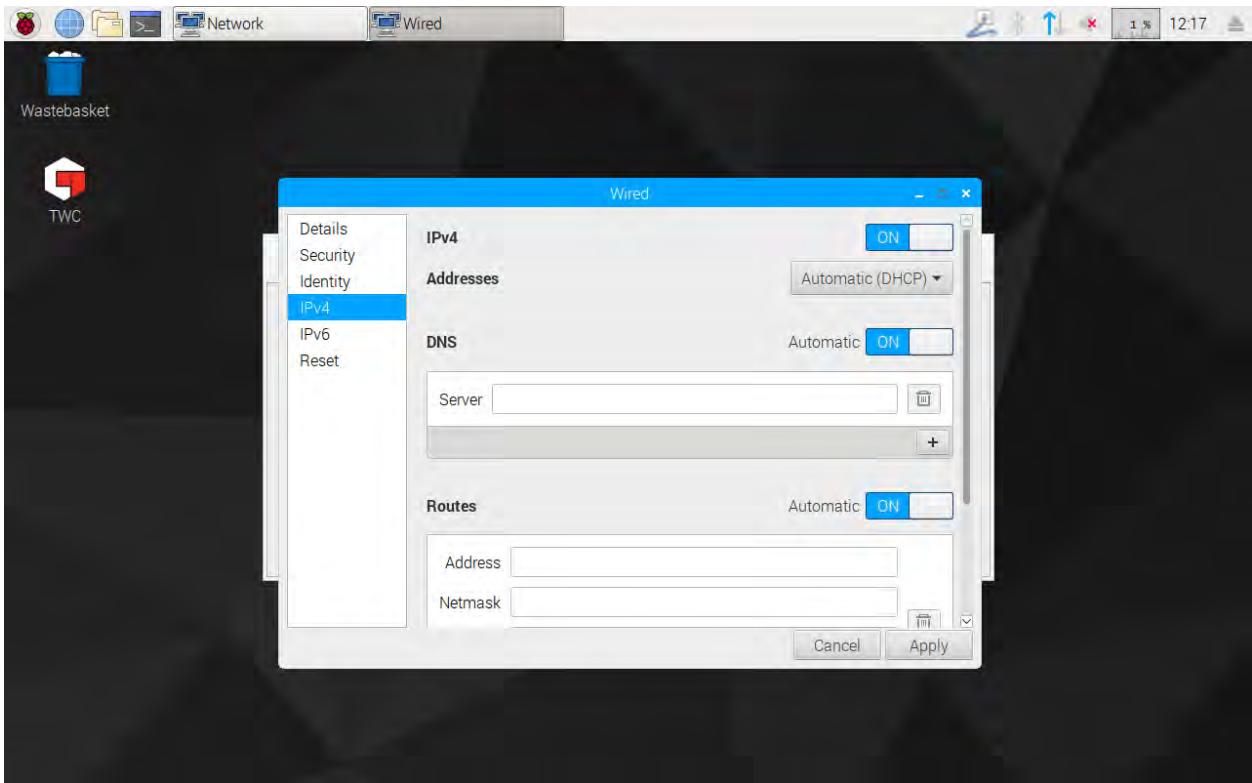 Network
Wired
1 %
12:17
Wastebasket
TWC
Wired
Details
Security
Identity
IPv4
IPv6
Reset
IPv4
ON
Addresses
Automatic (DHCP)
DNS
Automatic ON
Server
+
Routes
Automatic ON
Address
Netmask
Cancel
Apply